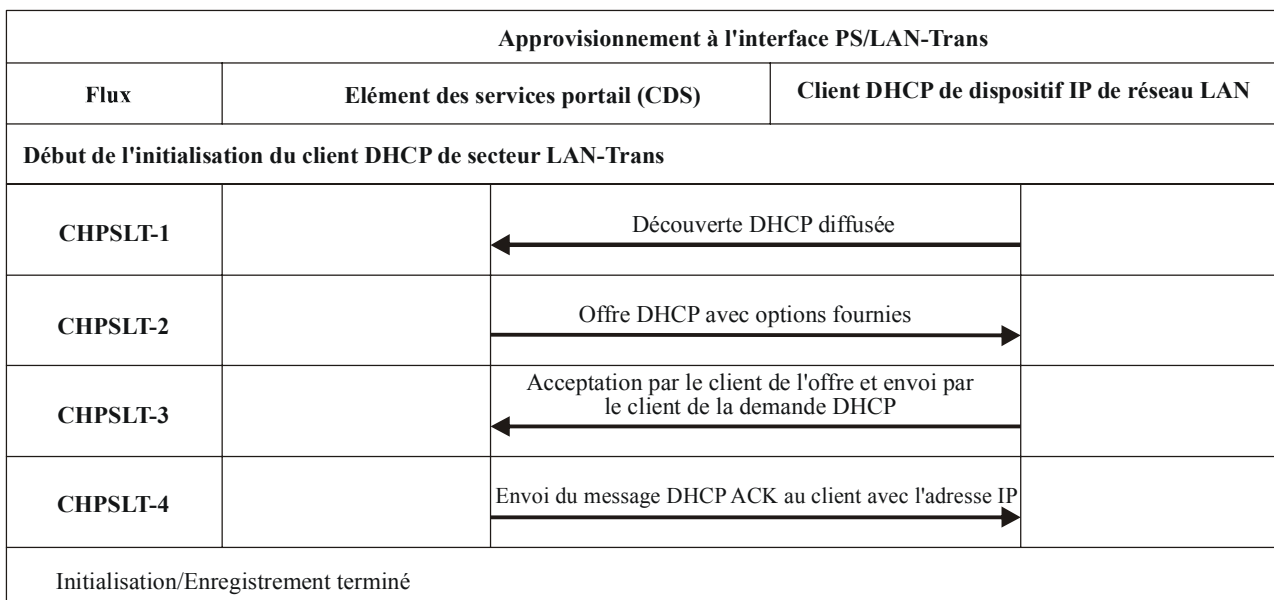 Approvisionnement à l'interface PS/LAN-Trans
Flux
Elément des services portail (CDS)
Client DHCP de dispositif IP de réseau LAN
Début de l'initialisation du client DHCP de secteur LAN-Trans
CHPSLT-1
Découverte DHCP diffusée
CHPSLT-2
Offre DHCP avec options fournies
CHPSLT-3
Acceptation par le client de l'offre et envoi par
le client de la demande DHCP
CHPSLT-4
Envoi du message DHCP ACK au client avec l'adresse IP
Initialisation/Enregistrement terminé